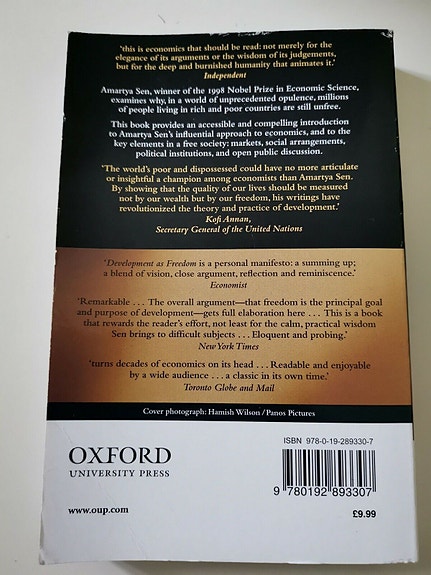 ‘this is economics that should be read: not merely for the
elegance of its arguments or the wisdom of its judgements,
but for the deep and burnished humanity that animates it.’
Independent
Amartya Sen, winner of the 1998 Nobel Prize in Economic Science,
examines why, in a world of unprecedented opulence, millions
of people living in rich and poor countries are still unfree.
This book provides an accessible and compelling introduction
to Amartya Sen’s influential approach to economics, and to the
key elements in a free society: markets, social arrangements,
political institutions, and open public discussion.
‘The world’s poor and dispossessed could have no more articulate
or insightful a champion among economists than Amartya Sen.
By showing that the quality of our lives should be measured
not by our wealth but by our freedom, his writings have
revolutionized the theory and practice of development.’
Kofi Annan,
Secretary General of the United Nations
‘Development as Freedom is a personal manifesto: a summing up;
a blend of vision, close argument, reflection and reminiscence.’
Economist
‘Remarkable . . . The overall argument—that freedom is the principal goal
and purpose of development—gets full elaboration here . . . This is a book
that rewards the reader’s effort, not least for the calm, practical wisdom
Sen brings to difficult subjects . . . Eloquent and probing.’
New York Times
‘turns decades of economics on its head . . . Readable and enjoyable
by a wide audience . . . a classic in its own time.’
Toronto Globe and Mail
Cover photograph: Hamish Wilson / Panos Pictures
OXFORD
UNIVERSITY PRESS
www.oup.com
ISBN 978-0-19-289330-7
9 780192 893307
£9.99